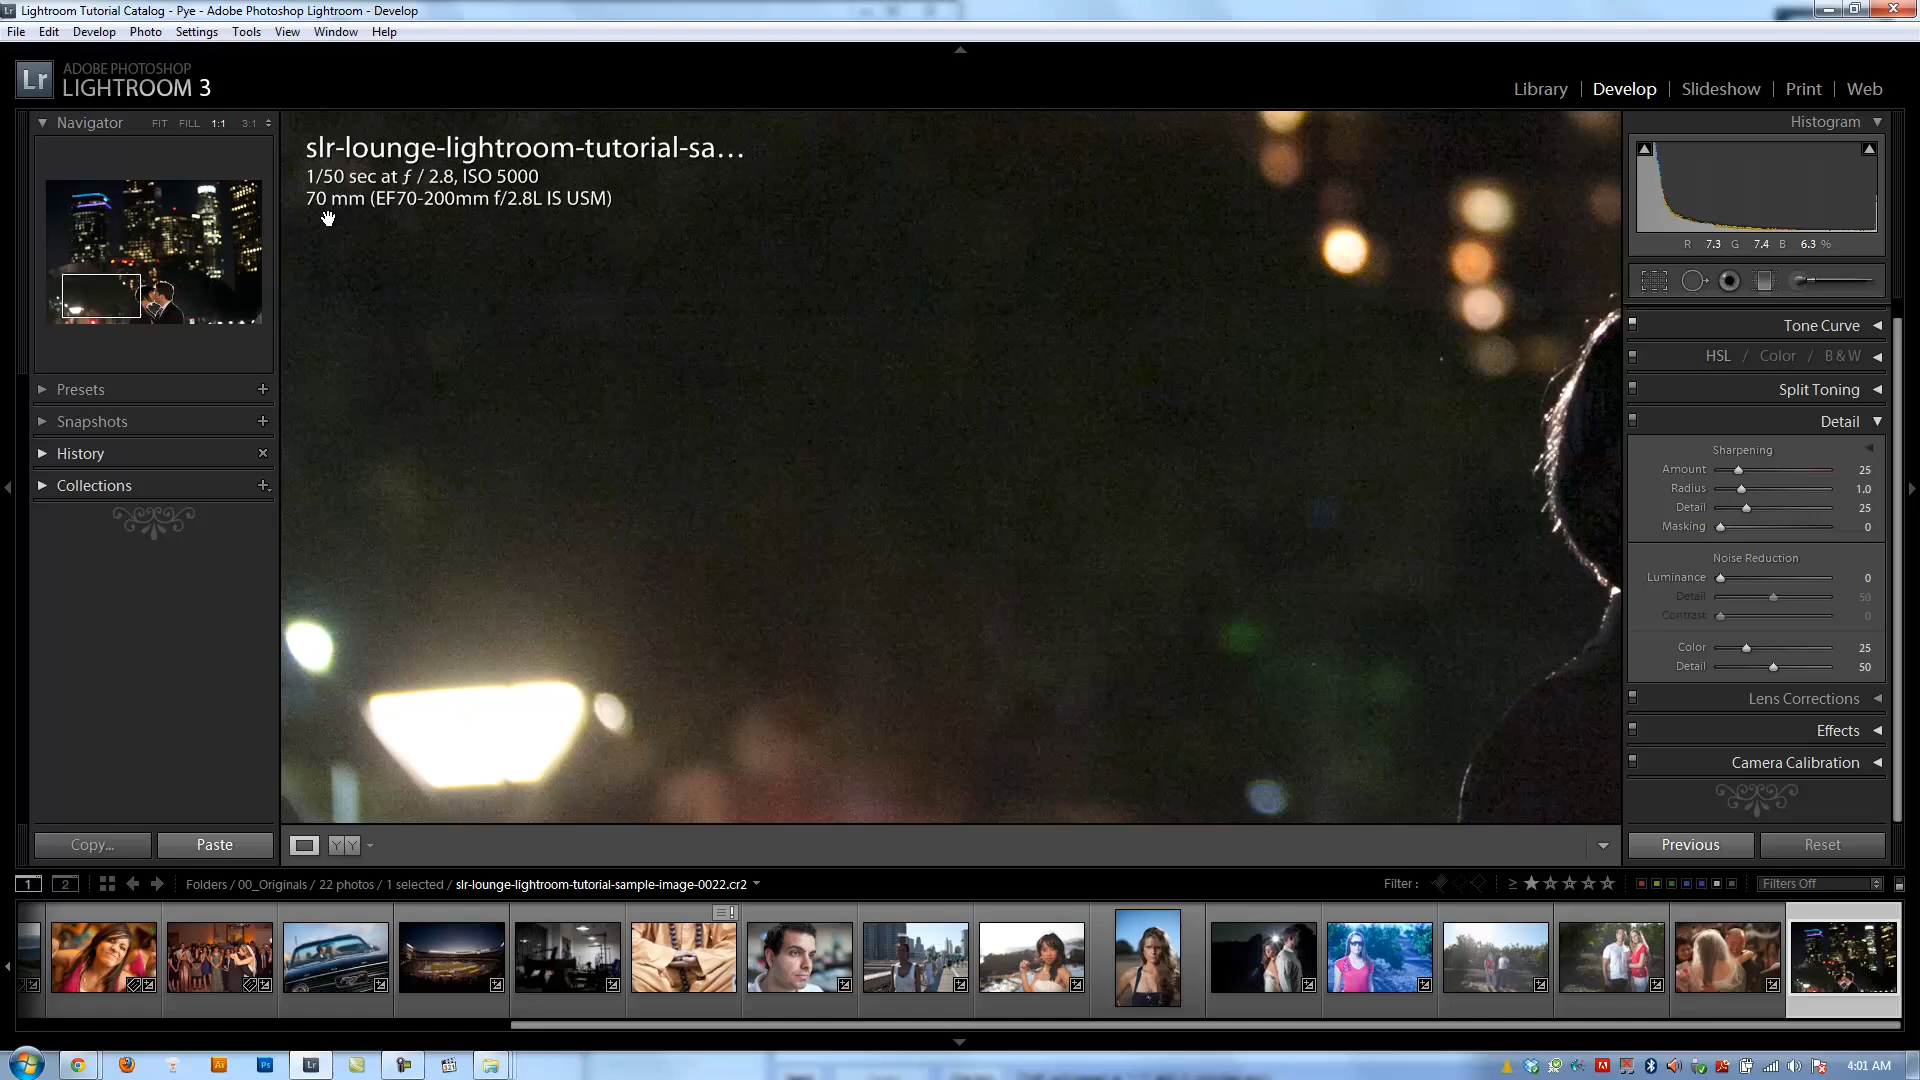 Lightroom Tutorial Catalog - Pye - Adobe Photoshop Lightroom - Develop
File Edit Develop Photo Settings Tools View Window Help
Lr ADOBE PHOTOSHOP
LIGHTROOM 3
Library | Develop | Slideshow | Print | Web
Navigator FIT FILL 1:1 3:1
slr-lounge-lightroom-tutorial-sa...
1/50 sec at ƒ / 2.8, ISO 5000
70 mm (EF70-200mm f/2.8L IS USM)
Presets
Snapshots
History
Collections
Copy... Paste
Histogram
R 7.3 G 7.4 B 6.3 %
Tone Curve
HSL / Color / B & W
Split Toning
Detail
Sharpening
Amount 25
Radius 1.0
Detail 25
Masking 0
Noise Reduction
Luminance 0
Detail 50
Contrast 0
Color 25
Detail 50
Lens Corrections
Effects
Camera Calibration
Previous Reset
YY
1 2 Folders / 00_Originals / 22 photos / 1 selected / slr-lounge-lightroom-tutorial-sample-image-0022.cr2
Filter : ≥ Filters Off
Ai Ps Lr
4:01 AM